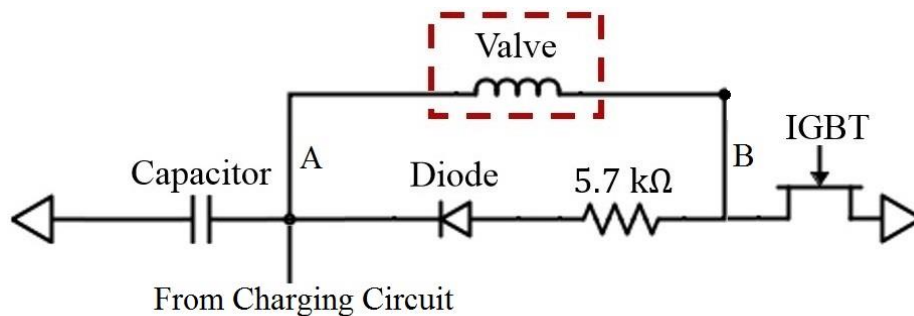 Valve
IGBT
A
B
Capacitor
Diode
5.7 kΩ
From Charging Circuit